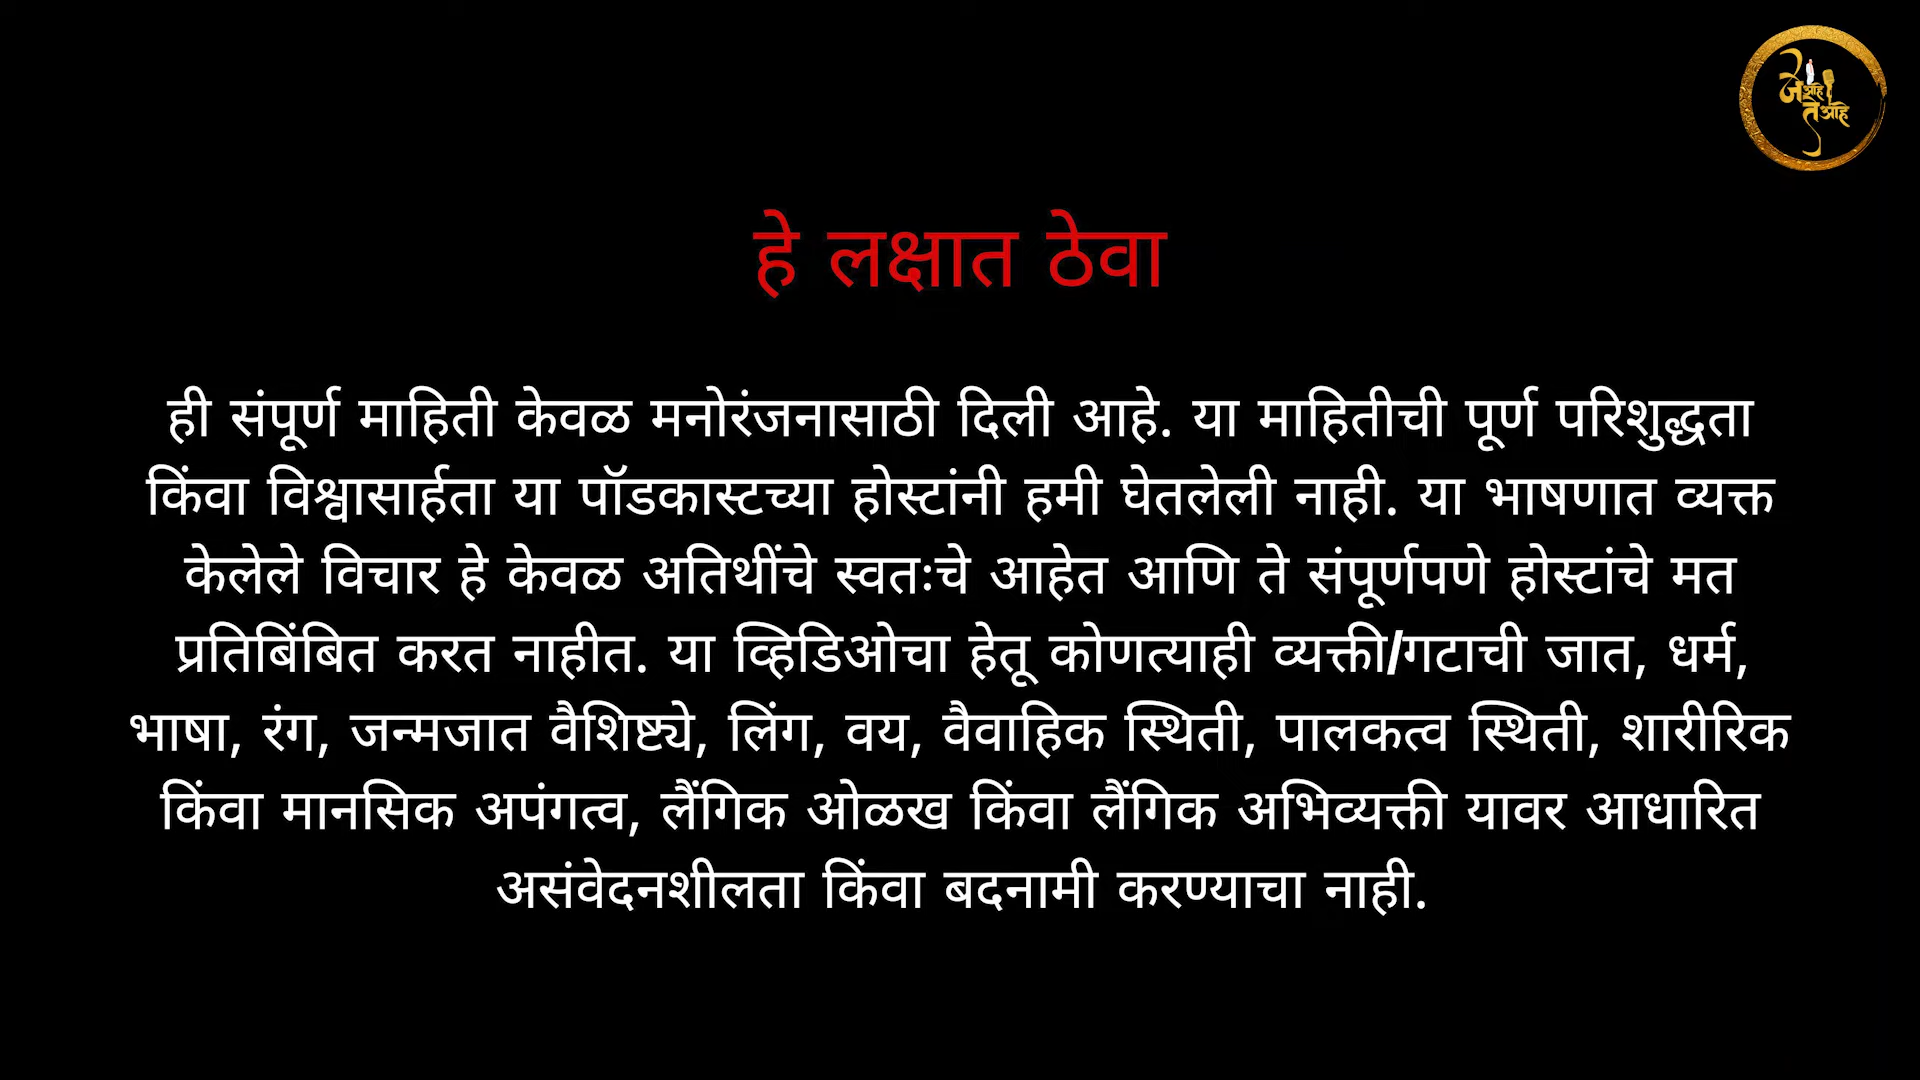 जे आहे
ते आहे
हे लक्षात ठेवा
ही संपूर्ण माहिती केवळ मनोरंजनासाठी दिली आहे. या माहितीची पूर्ण परिशुद्धता
किंवा विश्वासार्हता या पॉडकास्टच्या होस्टांनी हमी घेतलेली नाही. या भाषणात व्यक्त
केलेले विचार हे केवळ अतिथींचे स्वतःचे आहेत आणि ते संपूर्णपणे होस्टांचे मत
प्रतिबिंबित करत नाहीत. या व्हिडिओचा हेतू कोणत्याही व्यक्ती/गटाची जात, धर्म,
भाषा, रंग, जन्मजात वैशिष्ट्ये, लिंग, वय, वैवाहिक स्थिती, पालकत्व स्थिती, शारीरिक
किंवा मानसिक अपंगत्व, लैंगिक ओळख किंवा लैंगिक अभिव्यक्ती यावर आधारित
असंवेदनशीलता किंवा बदनामी करण्याचा नाही.